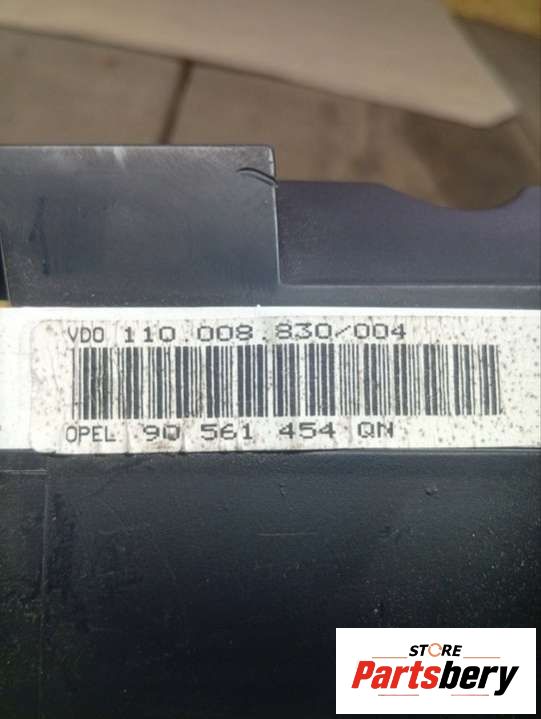 VDO 110.008.830/004
OPEL 90 561 454 QN
STORE
Partsbery